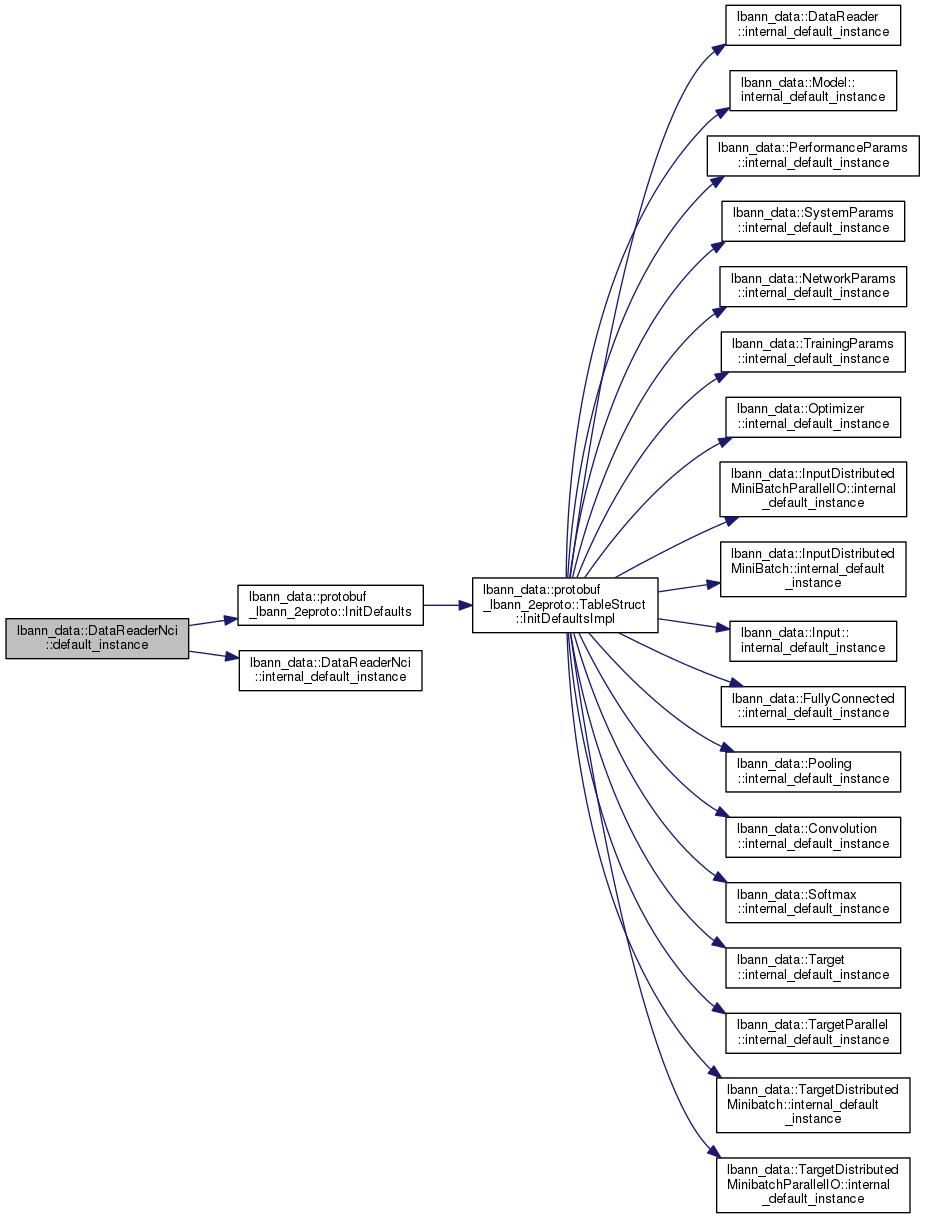 lbann_data::DataReaderNci
::default_instance
lbann_data::protobuf
_lbann_2eproto::InitDefaults
lbann_data::DataReaderNci
::internal_default_instance
lbann_data::protobuf
_lbann_2eproto::TableStruct
::InitDefaultsImpl
lbann_data::DataReader
::internal_default_instance
lbann_data::Model::
internal_default_instance
lbann_data::PerformanceParams
::internal_default_instance
lbann_data::SystemParams
::internal_default_instance
lbann_data::NetworkParams
::internal_default_instance
lbann_data::TrainingParams
::internal_default_instance
lbann_data::Optimizer
::internal_default_instance
lbann_data::InputDistributed
MiniBatchParallelIO::internal
_default_instance
lbann_data::InputDistributed
MiniBatch::internal_default
_instance
lbann_data::Input::
internal_default_instance
lbann_data::FullyConnected
::internal_default_instance
lbann_data::Pooling
::internal_default_instance
lbann_data::Convolution
::internal_default_instance
lbann_data::Softmax
::internal_default_instance
lbann_data::Target
::internal_default_instance
lbann_data::TargetParallel
::internal_default_instance
lbann_data::TargetDistributed
Minibatch::internal_default
_instance
lbann_data::TargetDistributed
MinibatchParallelIO::internal
_default_instance